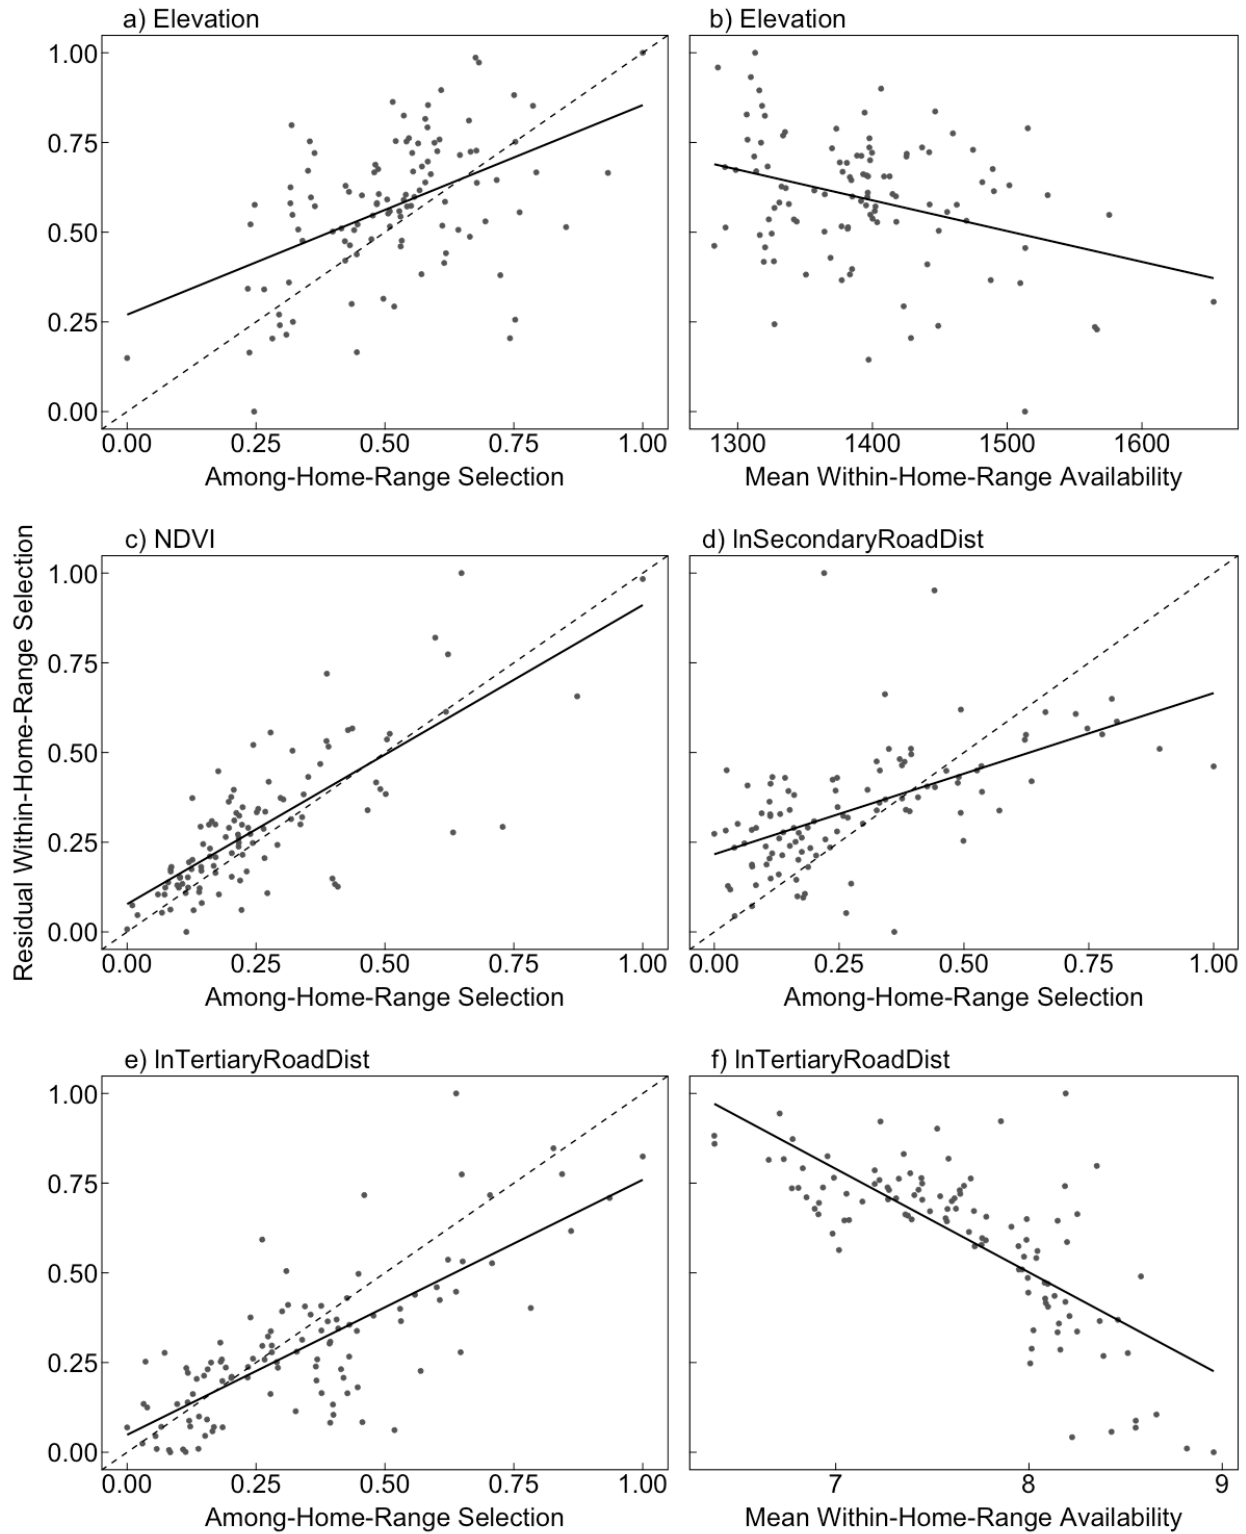 a) Elevation
b) Elevation
1.00
0.75
0.50
0.25
0.00
0.00 0.25 0.50 0.75 1.00
1300 1400 1500 1600
Among-Home-Range Selection
Mean Within-Home-Range Availability
Residual Within-Home-Range Selection
c) NDVI
d) lnSecondaryRoadDist
1.00
0.75
0.50
0.25
0.00
0.00 0.25 0.50 0.75 1.00
0.00 0.25 0.50 0.75 1.00
Among-Home-Range Selection
Among-Home-Range Selection
e) lnTertiaryRoadDist
f) lnTertiaryRoadDist
1.00
0.75
0.50
0.25
0.00
0.00 0.25 0.50 0.75 1.00
7 8 9
Among-Home-Range Selection
Mean Within-Home-Range Availability